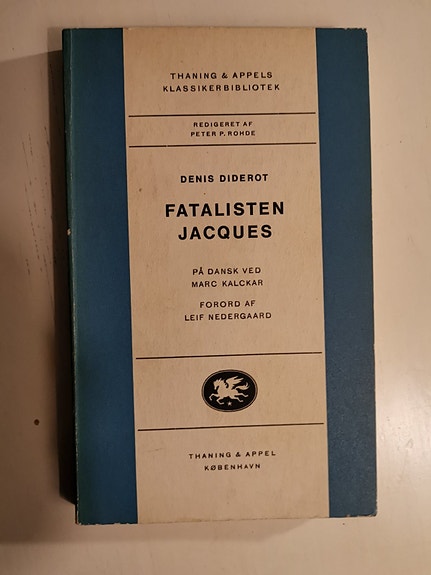 THANING & APPELS
KLASSIKERBIBLIOTEK
REDIGERET AF
PETER P. ROHDE
DENIS DIDEROT
FATALISTEN
JACQUES
PÅ DANSK VED
MARC KALCKAR
FORORD AF
LEIF NEDERGAARD
THANING & APPEL
KØBENHAVN